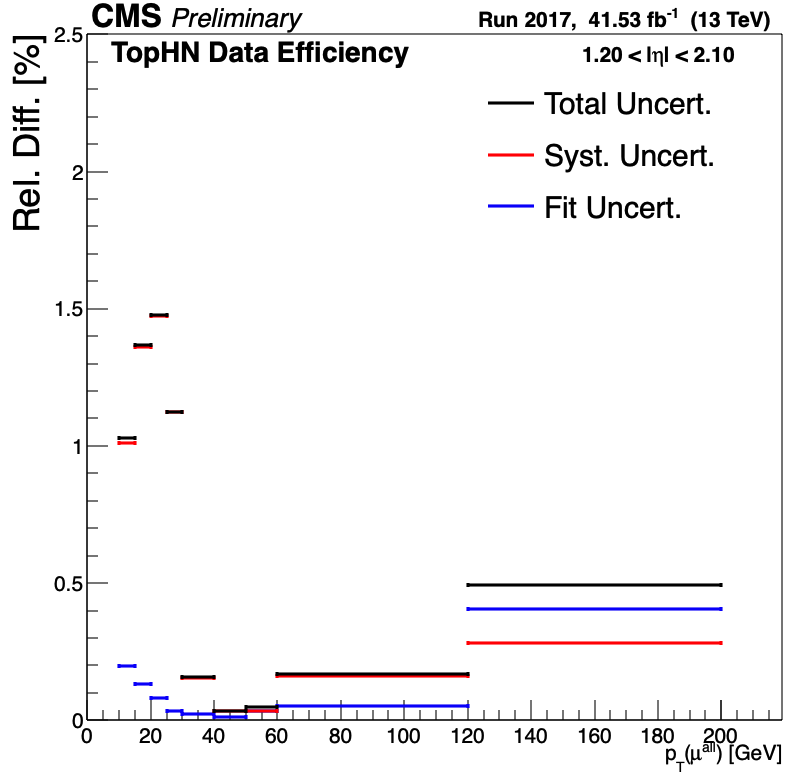 CMS Preliminary Run 2017, 41.53 fb⁻¹ (13 TeV)
TopHN Data Efficiency 1.20 < |η| < 2.10
Total Uncert.
Syst. Uncert.
Fit Uncert.
Rel. Diff. [%]
2.5
2
1.5
1
0.5
0
0 20 40 60 80 100 120 140 160 180 200
p_T(μ^all) [GeV]